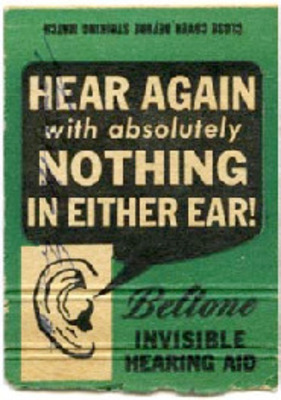 CLOSE COVER BEFORE STRIKING MATCH
HEAR AGAIN
with absolutely
NOTHING
IN EITHER EAR!
Beltone
INVISIBLE
HEARING AID